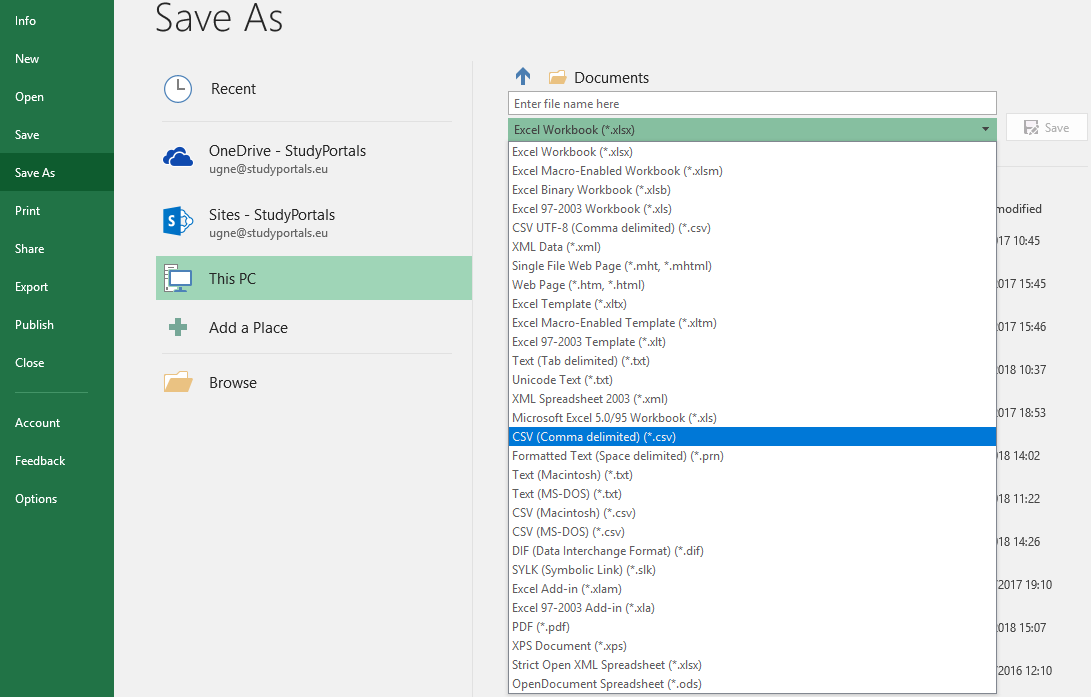 Info
New
Open
Save
Save As
Print
Share
Export
Publish
Close
Account
Feedback
Options
Save As
Recent
OneDrive - StudyPortals
ugne@studyportals.eu
Sites - StudyPortals
ugne@studyportals.eu
This PC
Add a Place
Browse
Documents
Enter file name here
Excel Workbook (*.xlsx)
Save
Excel Workbook (*.xlsx)
Excel Macro-Enabled Workbook (*.xlsm)
Excel Binary Workbook (*.xlsb)
Excel 97-2003 Workbook (*.xls)
CSV UTF-8 (Comma delimited) (*.csv)
XML Data (*.xml)
Single File Web Page (*.mht, *.mhtml)
Web Page (*.htm, *.html)
Excel Template (*.xltx)
Excel Macro-Enabled Template (*.xltm)
Excel 97-2003 Template (*.xlt)
Text (Tab delimited) (*.txt)
Unicode Text (*.txt)
XML Spreadsheet 2003 (*.xml)
Microsoft Excel 5.0/95 Workbook (*.xls)
CSV (Comma delimited) (*.csv)
Formatted Text (Space delimited) (*.prn)
Text (Macintosh) (*.txt)
Text (MS-DOS) (*.txt)
CSV (Macintosh) (*.csv)
CSV (MS-DOS) (*.csv)
DIF (Data Interchange Format) (*.dif)
SYLK (Symbolic Link) (*.slk)
Excel Add-in (*.xlam)
Excel 97-2003 Add-in (*.xla)
PDF (*.pdf)
XPS Document (*.xps)
Strict Open XML Spreadsheet (*.xlsx)
OpenDocument Spreadsheet (*.ods)
modified
17 10:45
017 15:45
017 15:46
018 10:37
017 18:53
018 14:02
018 11:22
018 14:26
/2017 19:10
018 15:07
/2016 12:10